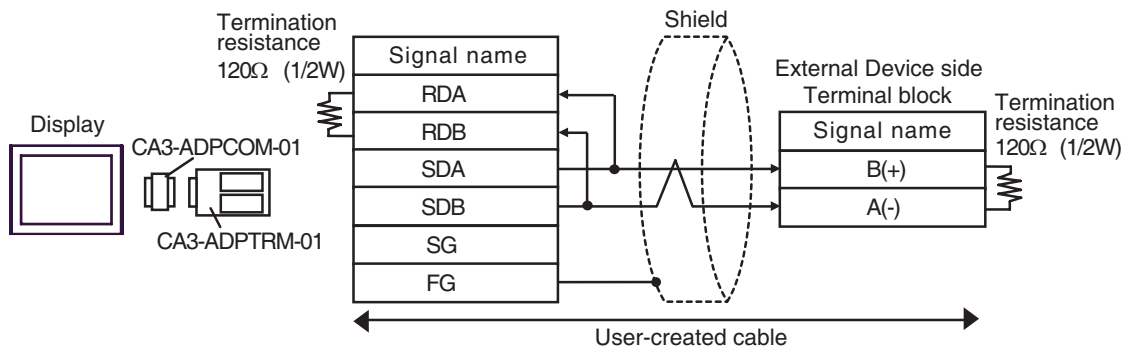 Shield
Termination
resistance
120Ω (1/2W)
Signal name
RDA
RDB
SDA
SDB
SG
FG
Display
CA3-ADPCOM-01
CA3-ADPTRM-01
External Device side
Terminal block
Signal name
B(+)
A(-)
Termination
resistance
120Ω (1/2W)
User-created cable